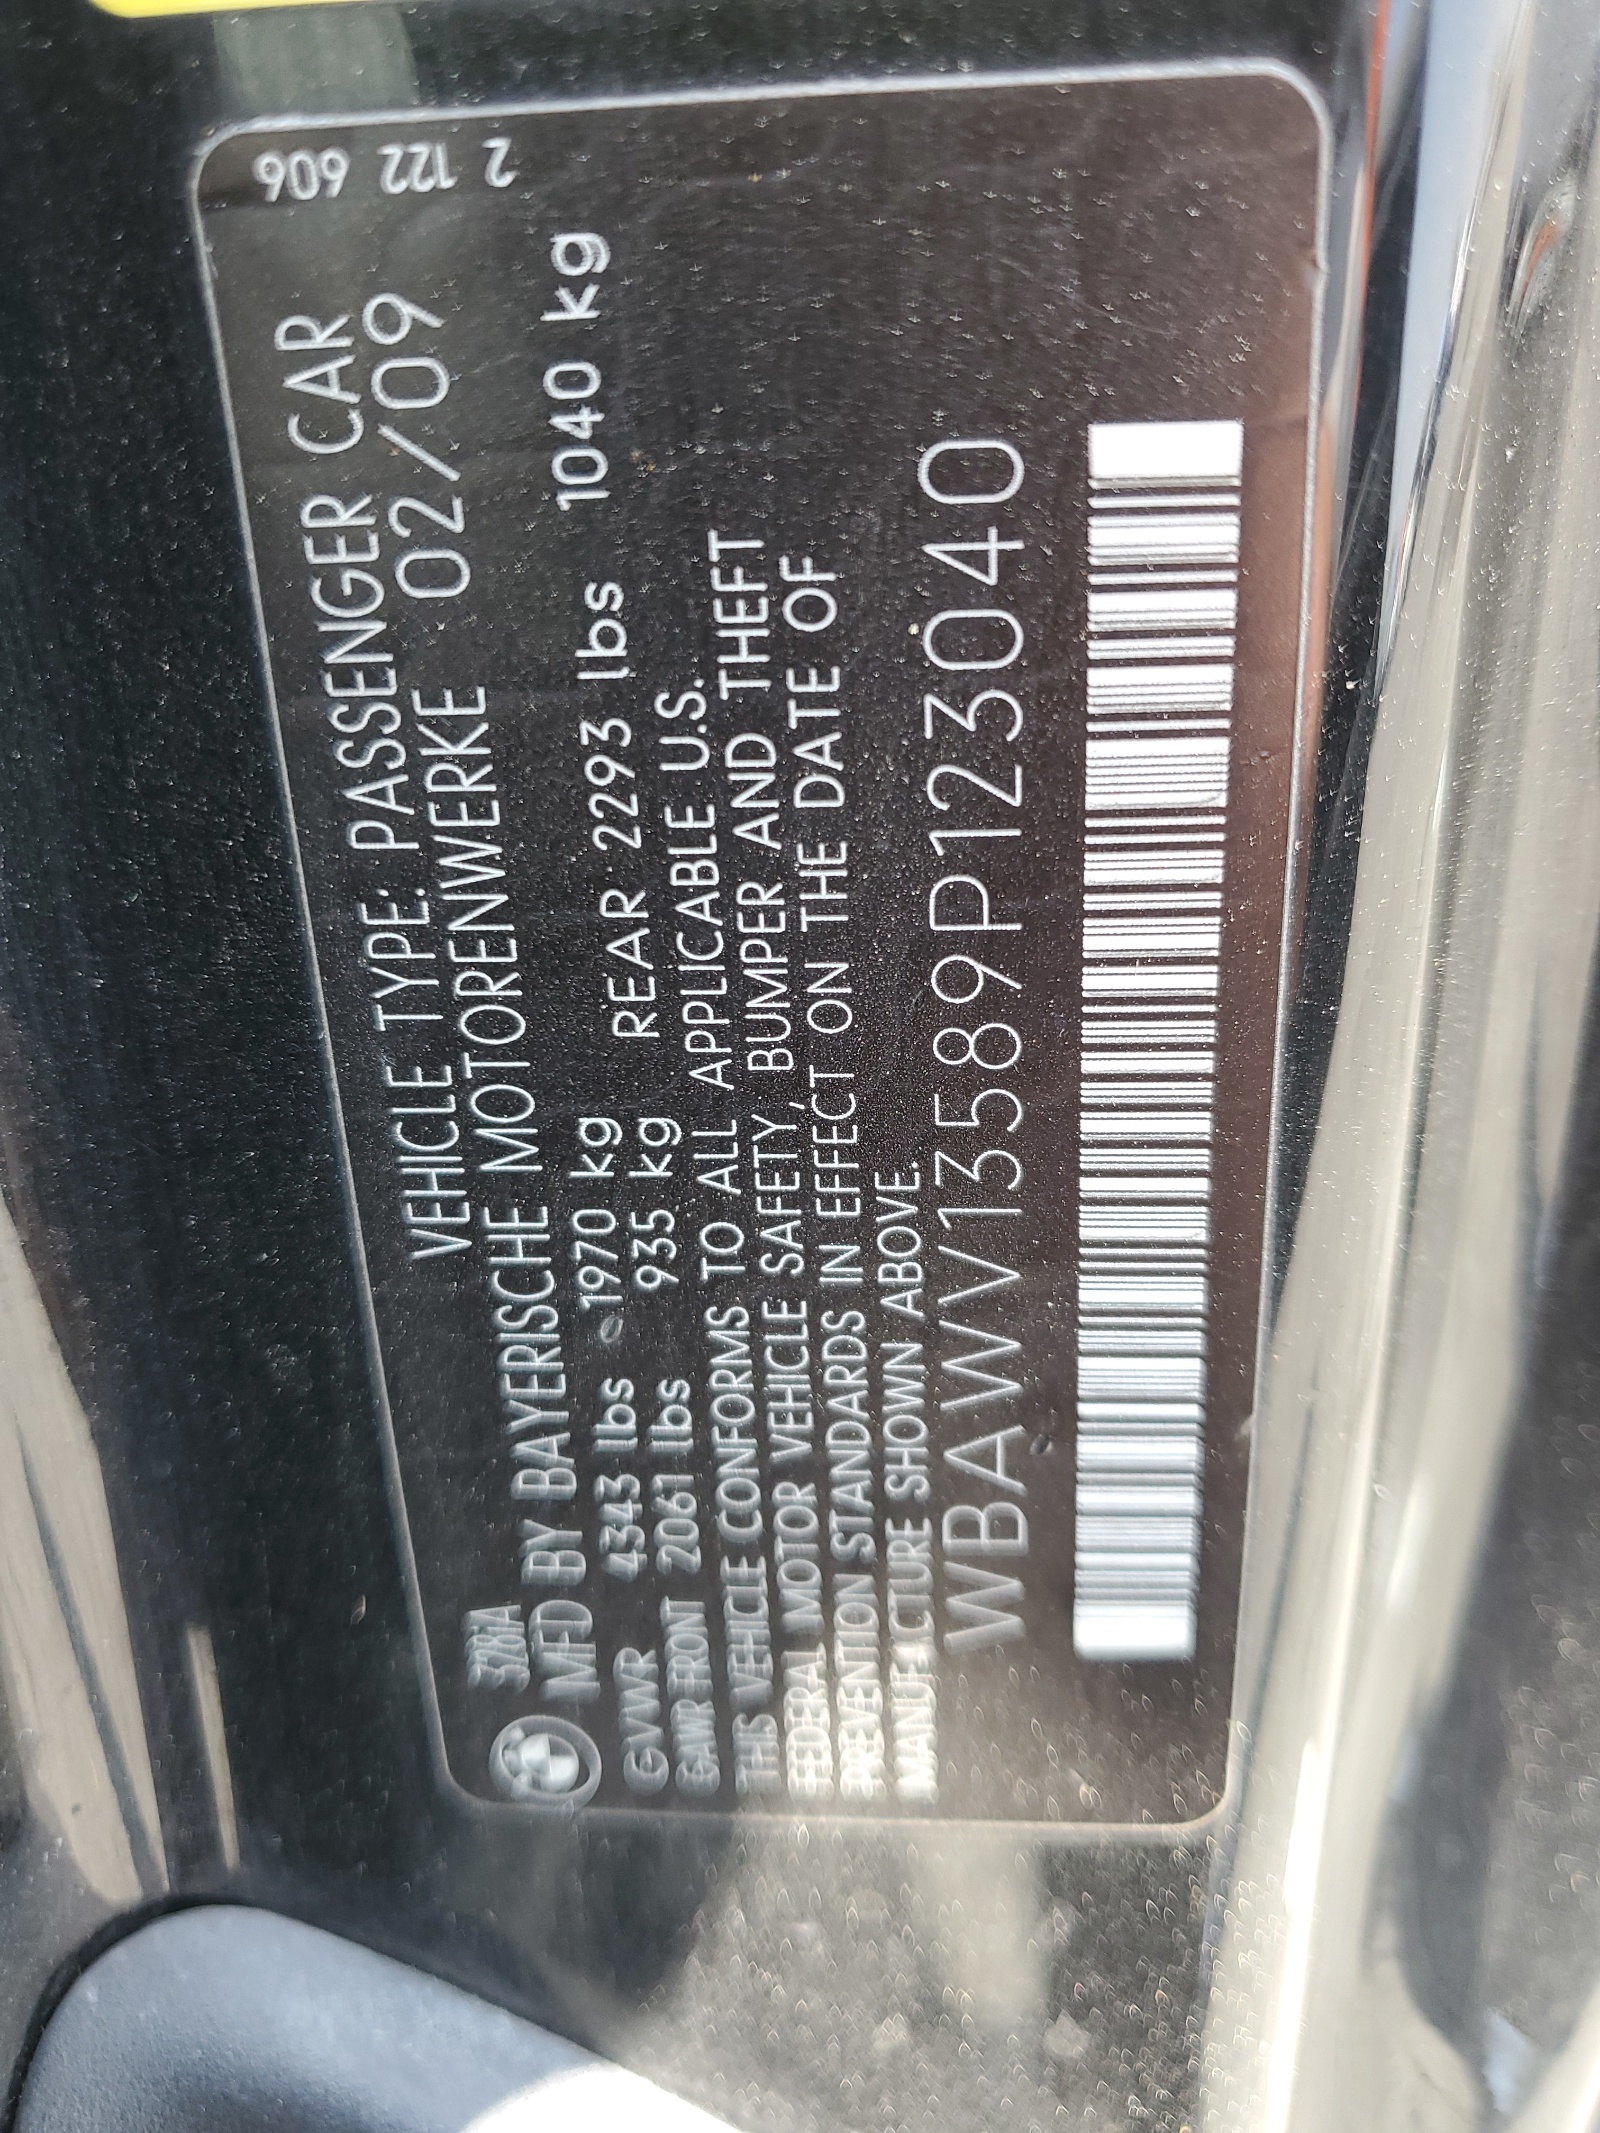 328iA VEHICLE TYPE: PASSENGER CAR
MFD BY BAYERISCHE MOTORENWERKE 02/09
GVWR 4343 lbs 1970 kg
GAWR FRONT 2061 lbs 935 kg REAR 2293 lbs 1040 kg
THIS VEHICLE CONFORMS TO ALL APPLICABLE U.S.
FEDERAL MOTOR VEHICLE SAFETY, BUMPER AND THEFT
PREVENTION STANDARDS IN EFFECT ON THE DATE OF
MANUFACTURE SHOWN ABOVE.
WBAWV13589P123040
2 122 606